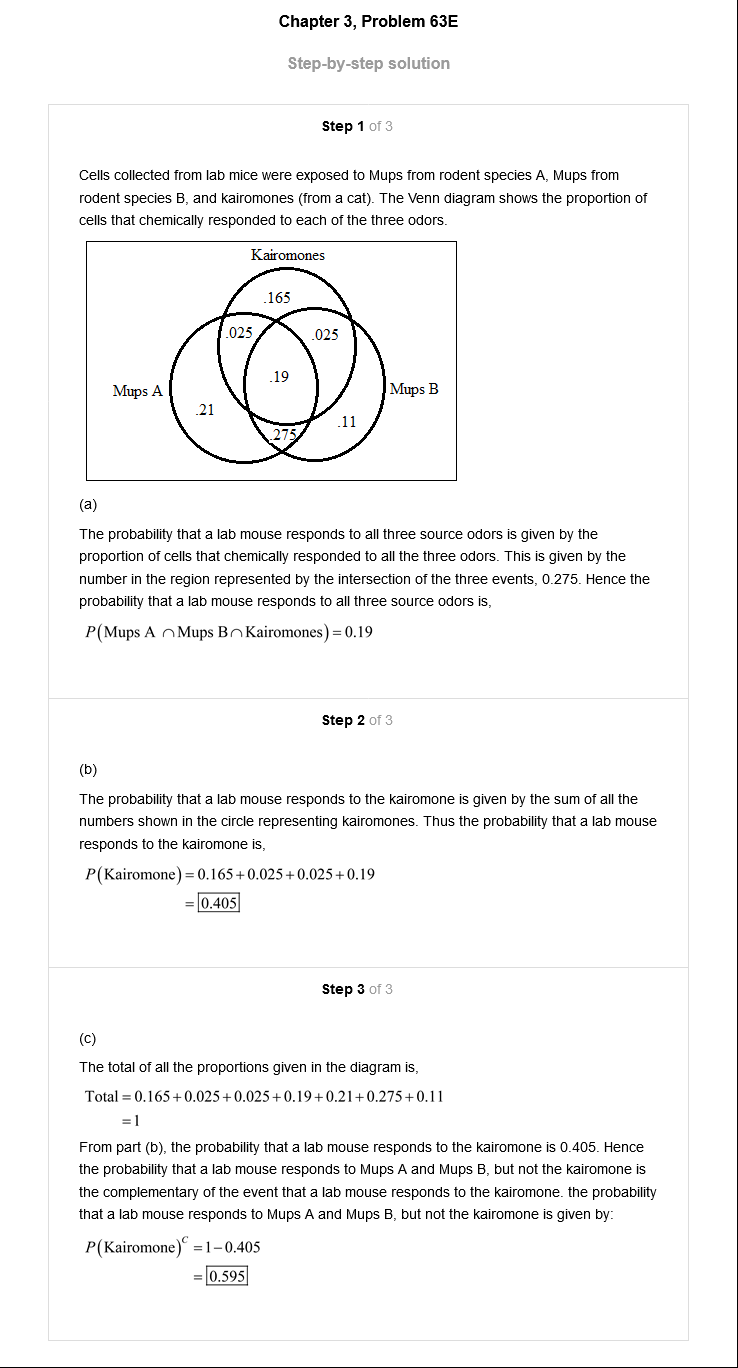 Chapter 3, Problem 63E
Step-by-step solution
Step 1 of 3
Cells collected from lab mice were exposed to Mups from rodent species A, Mups from
rodent species B, and kairomones (from a cat). The Venn diagram shows the proportion of
cells that chemically responded to each of the three odors.
Kairomones
.165
.025
.025
.19
Mups A
Mups B
.21
.11
.275
(a)
The probability that a lab mouse responds to all three source odors is given by the
proportion of cells that chemically responded to all the three odors. This is given by the
number in the region represented by the intersection of the three events, 0.275. Hence the
probability that a lab mouse responds to all three source odors is,
P(Mups A ∩ Mups B ∩ Kairomones) = 0.19
Step 2 of 3
(b)
The probability that a lab mouse responds to the kairomone is given by the sum of all the
numbers shown in the circle representing kairomones. Thus the probability that a lab mouse
responds to the kairomone is,
P(Kairomone) = 0.165 + 0.025 + 0.025 + 0.19
= 0.405
Step 3 of 3
(c)
The total of all the proportions given in the diagram is,
Total = 0.165 + 0.025 + 0.025 + 0.19 + 0.21 + 0.275 + 0.11
= 1
From part (b), the probability that a lab mouse responds to the kairomone is 0.405. Hence
the probability that a lab mouse responds to Mups A and Mups B, but not the kairomone is
the complementary of the event that a lab mouse responds to the kairomone. the probability
that a lab mouse responds to Mups A and Mups B, but not the kairomone is given by:
P(Kairomone)^C = 1 − 0.405
= 0.595